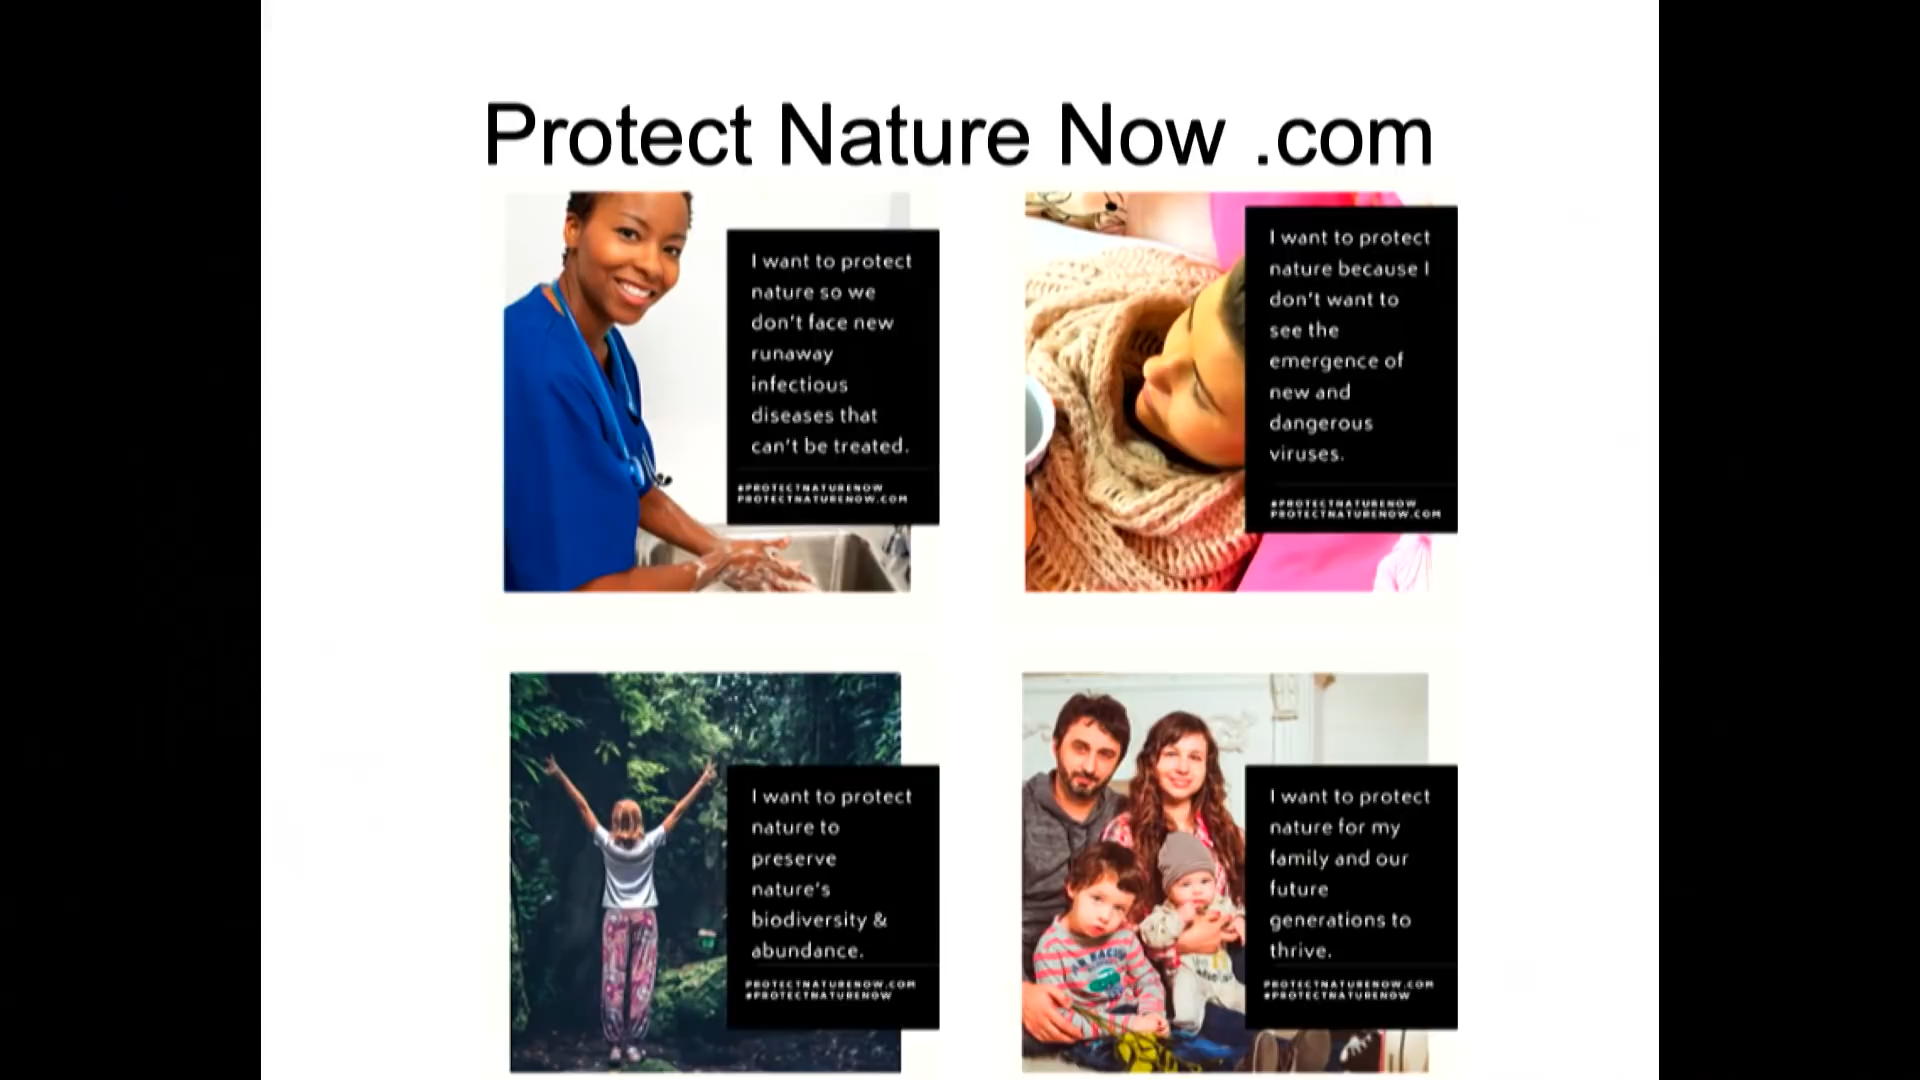 Protect Nature Now .com
I want to protect
nature so we
don't face new
runaway
infectious
diseases that
can't be treated.
#PROTECTNATURENOW
PROTECTNATURENOW.COM
I want to protect
nature because I
don't want to
see the
emergence of
new and
dangerous
viruses.
#PROTECTNATURENOW
PROTECTNATURENOW.COM
I want to protect
nature to
preserve
nature's
biodiversity &
abundance.
PROTECTNATURENOW.COM
#PROTECTNATURENOW
I want to protect
nature for my
family and our
future
generations to
thrive.
PROTECTNATURENOW.COM
#PROTECTNATURENOW